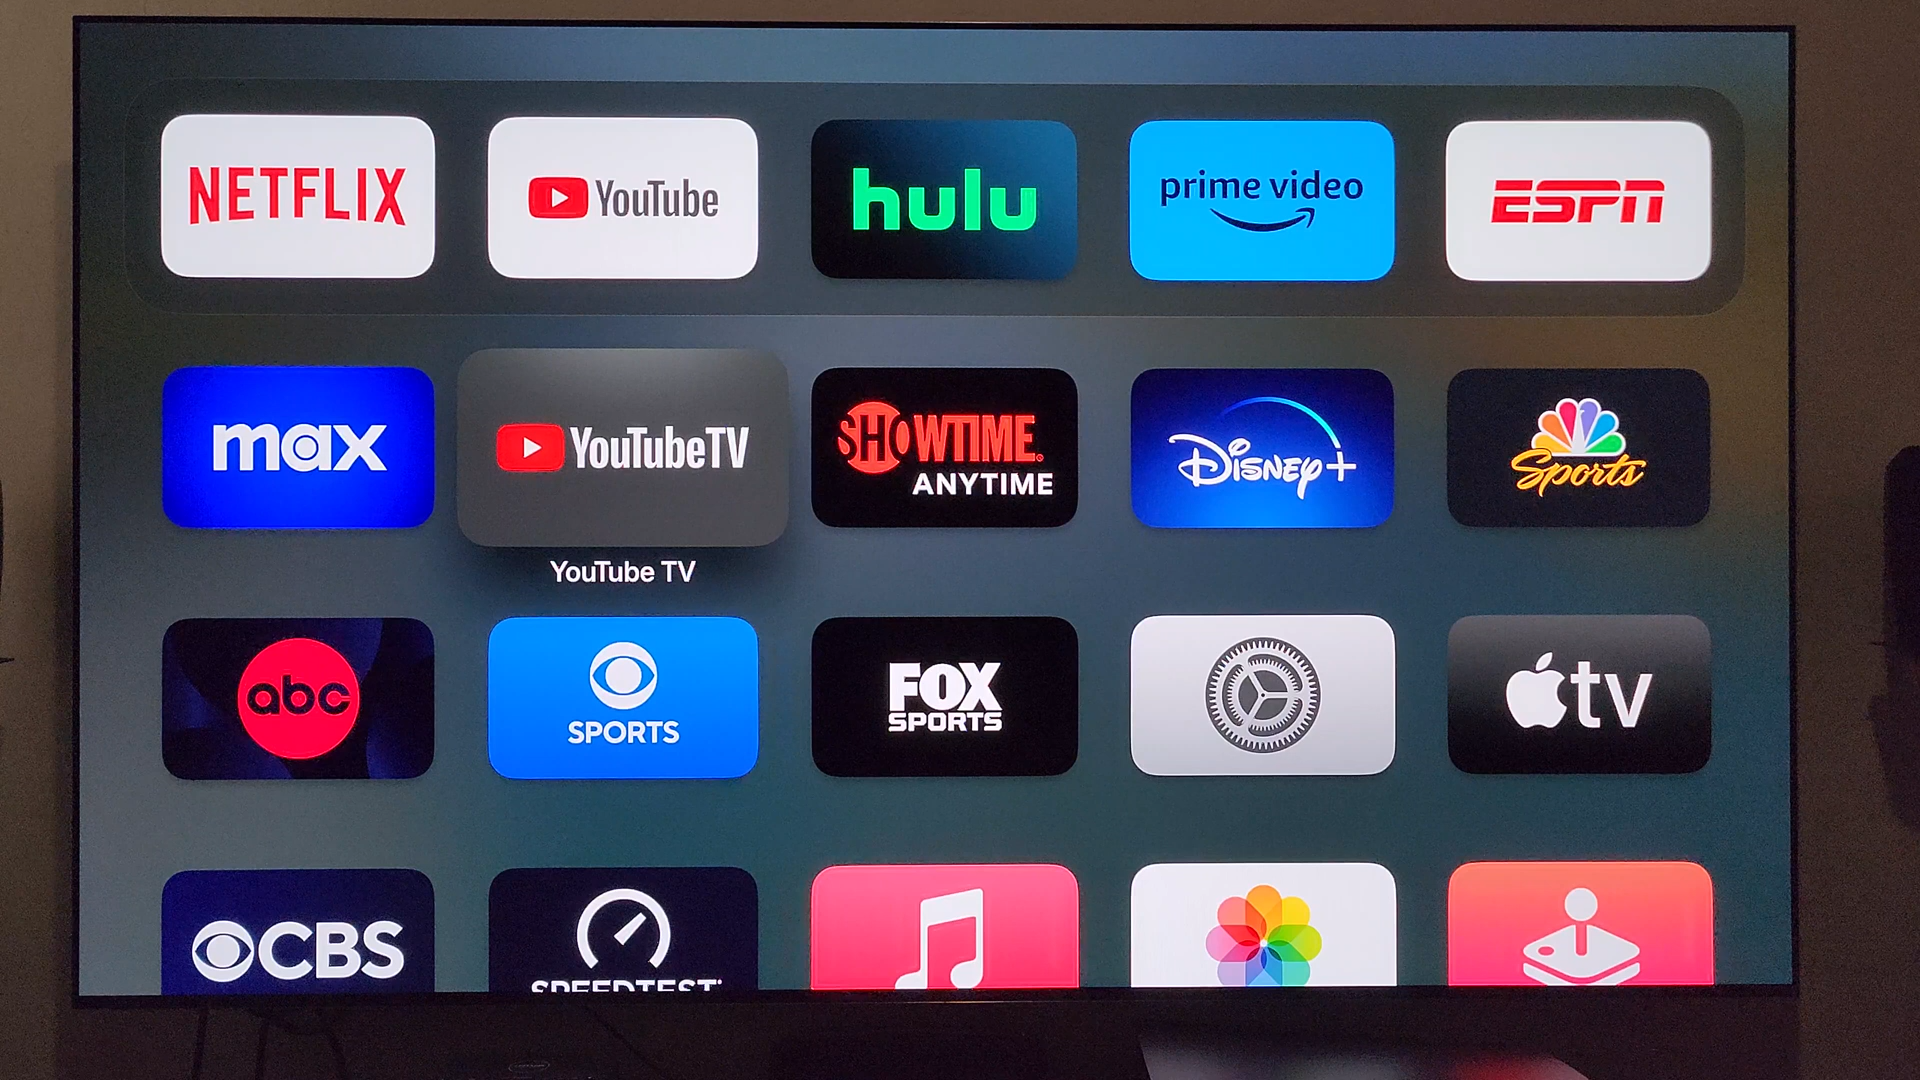 NETFLIX
YouTube
hulu
prime video
ESPN
max
YouTubeTV
SHOWTIME
ANYTIME
Disney+
Sports
YouTube TV
abc
SPORTS
FOX
SPORTS
tv
CBS
SPEEDTEST